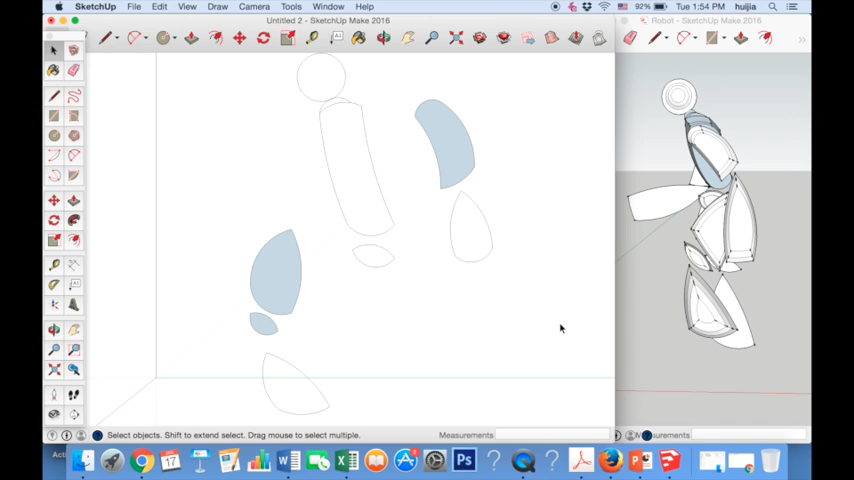 SketchUp File Edit View Draw Camera Tools Window Help 92% Tue 1:54 PM huijia
Untitled 2 - SketchUp Make 2016
Robot - SketchUp Make 2016
Select objects. Shift to extend select. Drag mouse to select multiple. Measurements
17